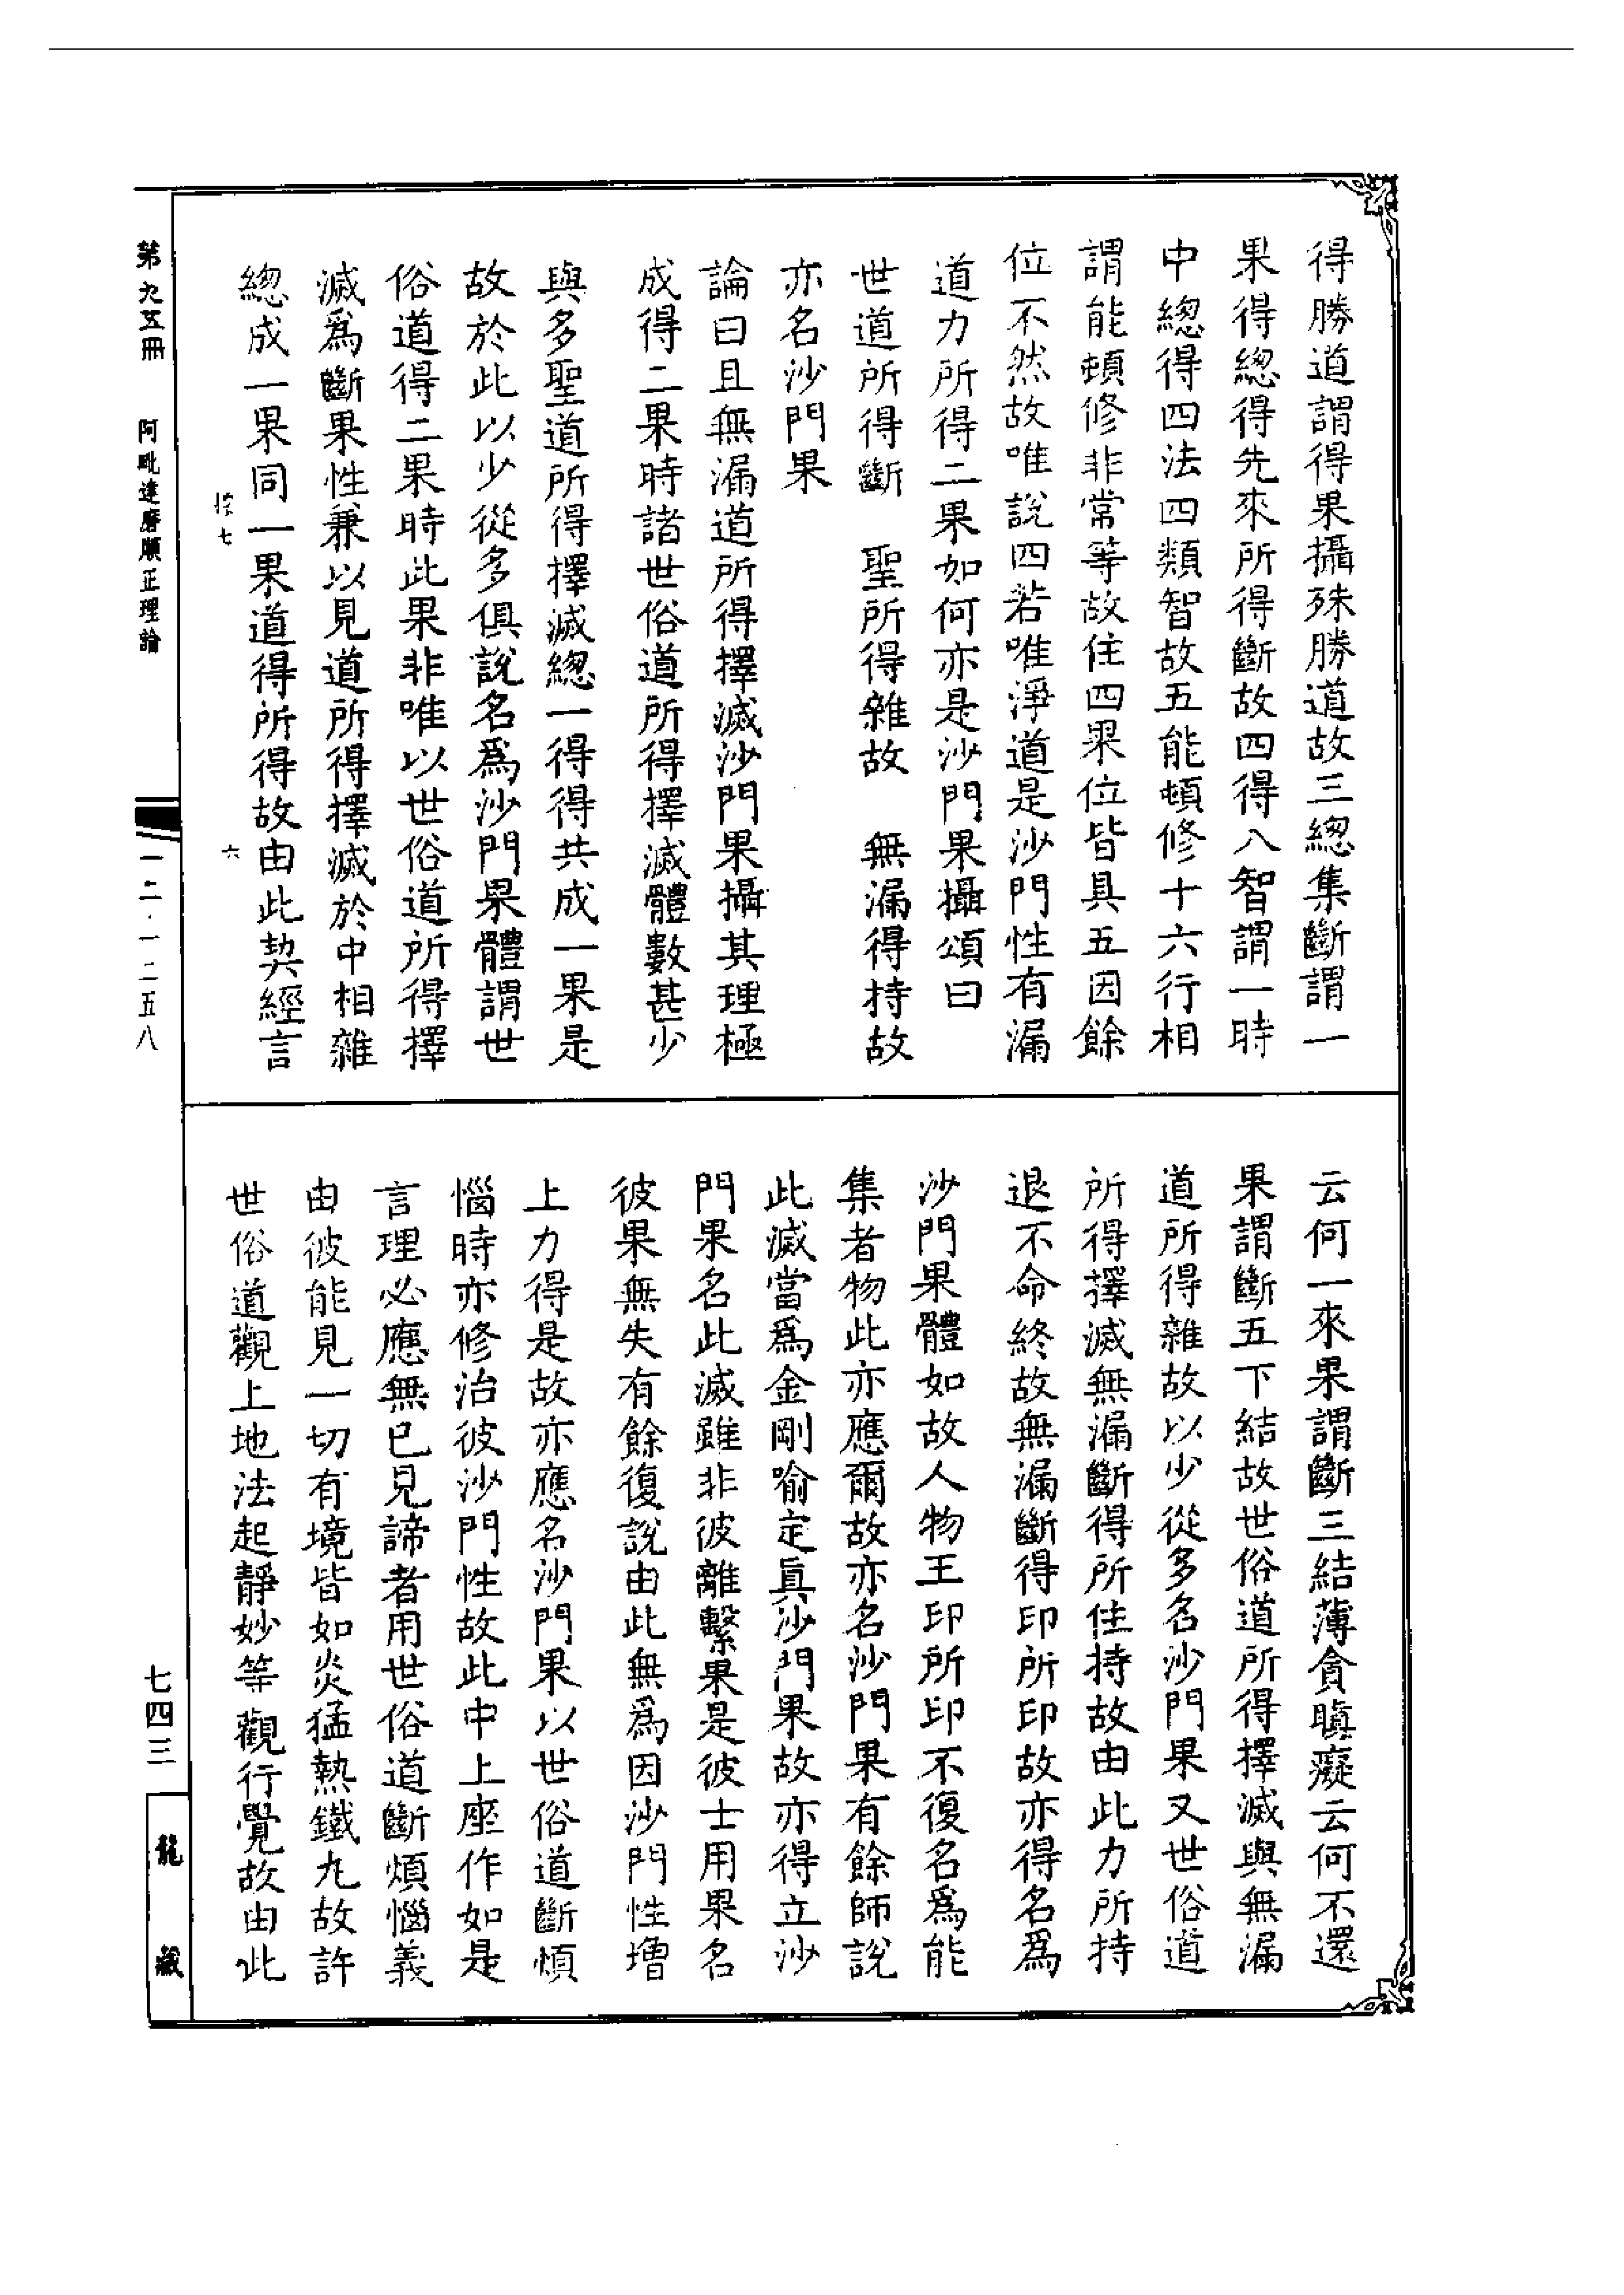 得勝道謂得果攝殊勝道故三總集斷謂一
果得總得先來所得斷故四得八智謂一時
中總得四法四類智故五能頓修十六行相
謂能頓修非常等故住四果位皆具五因餘
位不然故唯說四若唯淨道是沙門性有漏
道力所得二果如何亦是沙門果攝頌曰
世道所得斷　聖所得雜故　無漏得持故
亦名沙門果
論曰且無漏道所得擇滅沙門果攝其理極
成得二果時諸世俗道所得擇滅體數甚少
與多聖道所得擇滅總一得得共成一果是
故於此以少從多俱說名爲沙門果體謂世
俗道得二果時此果非唯以世俗道所得擇
滅爲斷果性兼以見道所得擇滅於中相雜
總成一果同一果道得所得故由此契經言
七
六
云何一來果謂斷三結薄貪瞋癡云何不還
果謂斷五下結故世俗道所得擇滅與無漏
道所得雜故以少從多名沙門果又世俗道
所得擇滅無漏斷得所住持故由此力所持
退不命終故無漏斷得印所印故亦得名爲
沙門果體如故人物王印所印不復名爲能
集者物此亦應爾故亦名沙門果有餘師說
此滅當爲金剛喻定真沙門果故亦得立沙
門果名此滅雖非彼離繫果是彼士用果名
彼果無失有餘復說由此無爲因沙門性增
上力得是故亦應名沙門果以世俗道斷煩
惱時亦修治彼沙門性故此中上座作如是
言理必應無已見諦者用世俗道斷煩惱義
由彼能見一切有境皆如炎猛熱鐵丸故許
世俗道觀上地法起靜妙等觀行覺故由此
第九五冊　阿毗達磨順正理論
一二·一二五八
七四三
龍藏